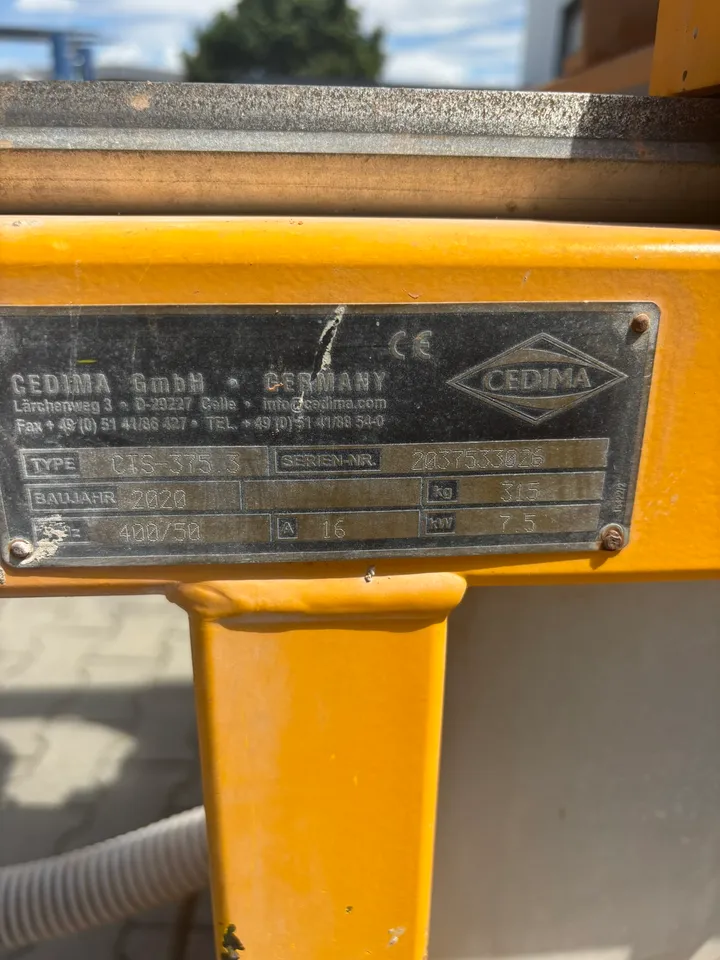 CE
CEDIMA
CEDIMA GmbH • GERMANY
Lärchenweg 3 • D-29227 Celle • info@cedima.com
Fax + 49 (0) 51 41/86 427 • TEL. + 49 (0) 51 41/88 54-0
TYPE CTS-375.3 SERIEN-NR. 2037533026
BAUJAHR 2020 kg 315
400/50 A 16 kW 7.5